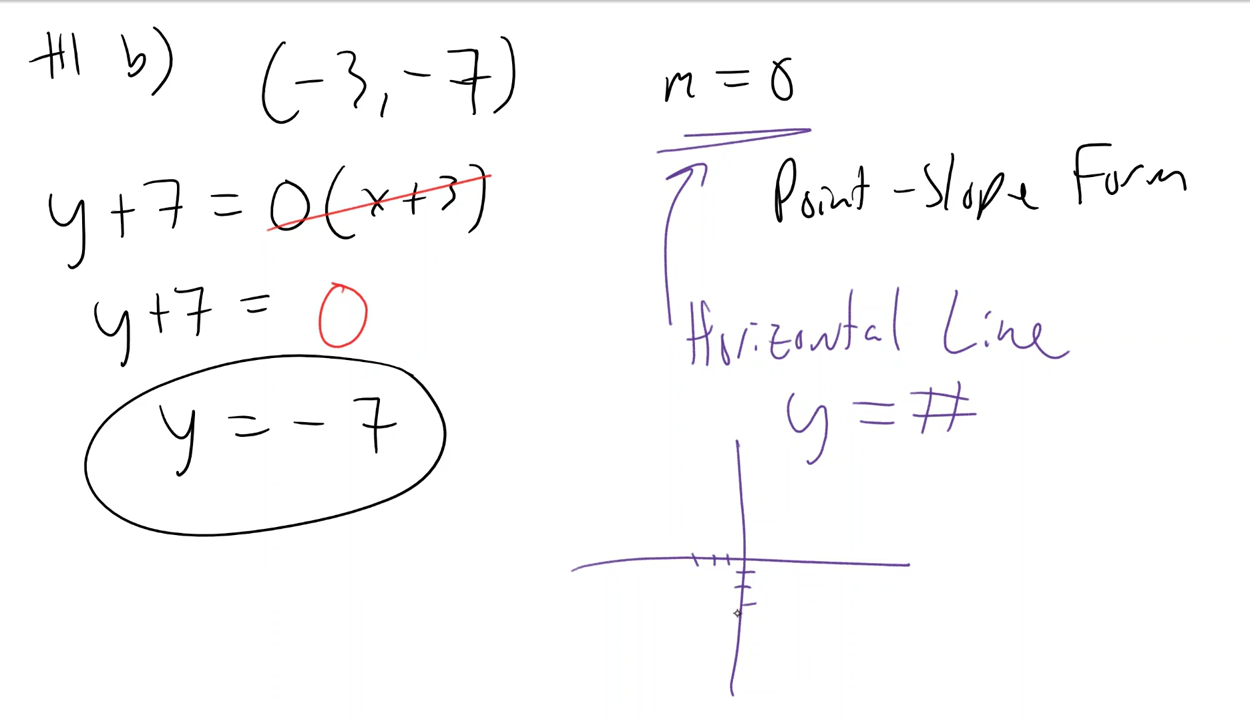 #1 b) (-3, -7) m = 0
y + 7 = 0(x+3)
Point-Slope Form
y + 7 = 0
Horizontal Line
y = -7
y = #